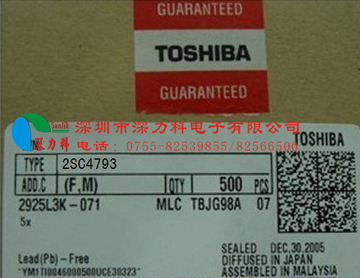 GUARANTEED
TOSHIBA
GUARANTEED
深圳市深力科电子有限公司
深力科 电话:0755-82539855/82566500
TOSHIBA
TYPE 2SC4793
ADD.C (F,M) QTY 500 PCS
2925L3K-071 MLC TBJG98A 07
5x
SEALED DEC,30.2005
Lead(Pb) - Free DIFFUSED IN JAPAN
"YM1TI0046000500UCE30323" ASSEMBLED IN MALAYSIA